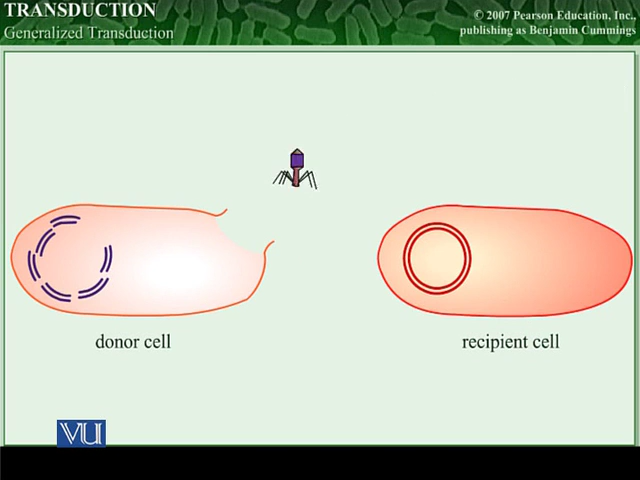 TRANSDUCTION
Generalized Transduction
© 2007 Pearson Education, Inc.,
publishing as Benjamin Cummings
donor cell
recipient cell
VU